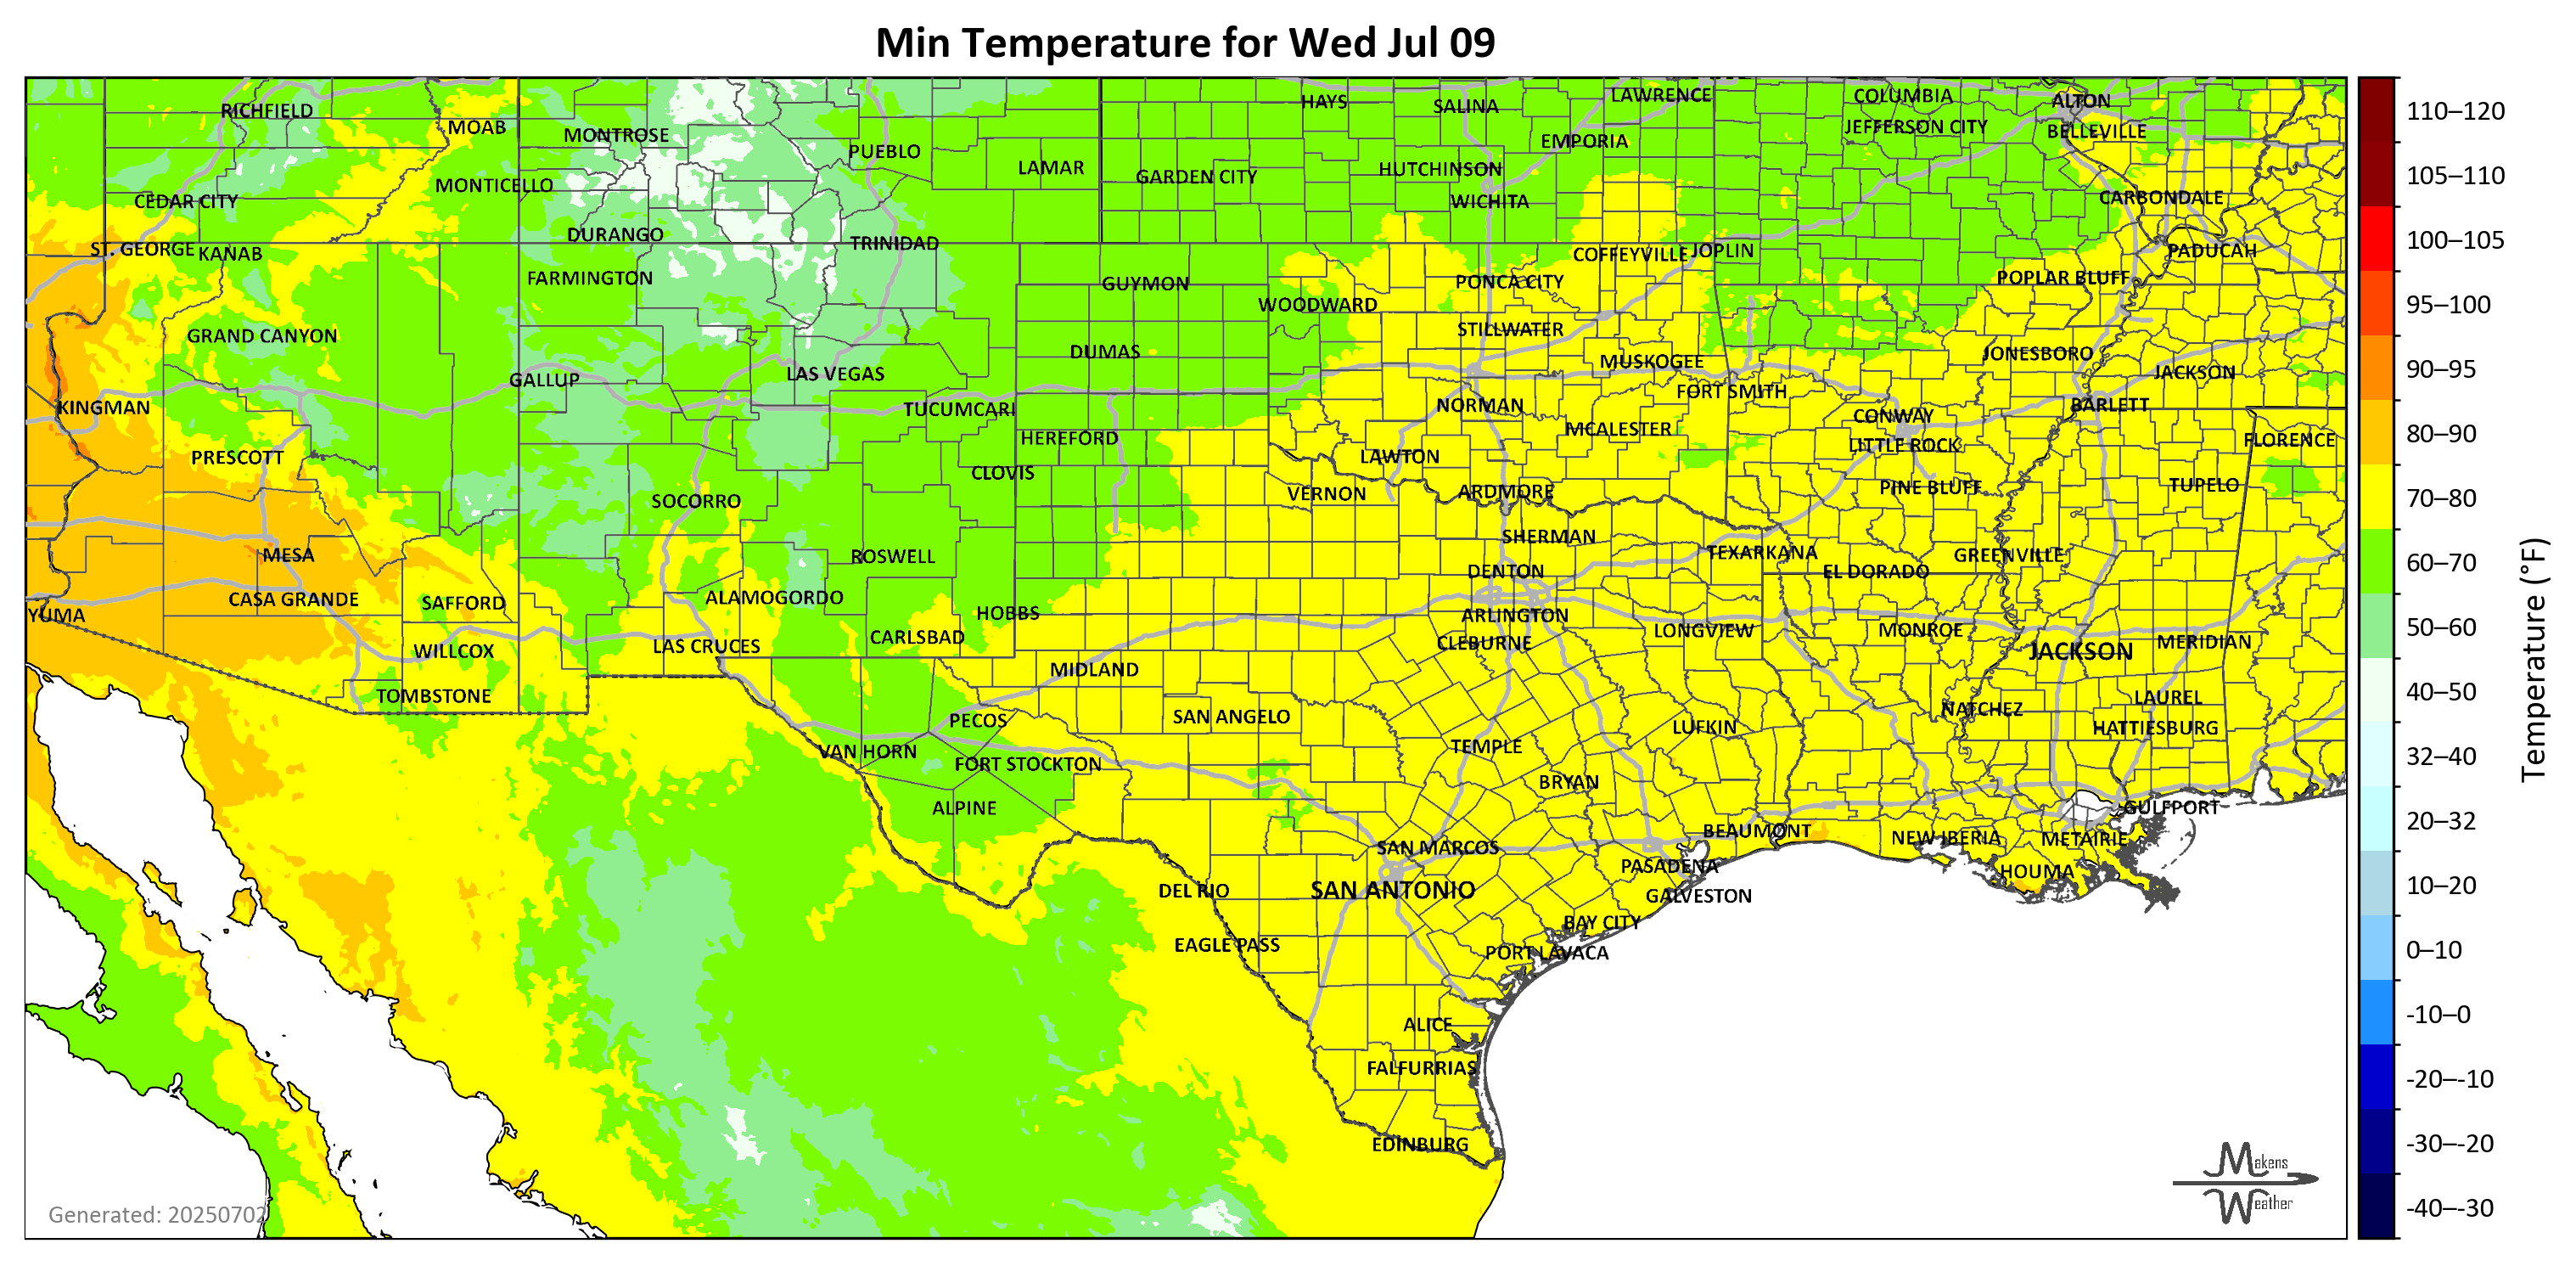 Min Temperature for Wed Jul 09
RICHFIELD
MOAB
MONTROSE
PUEBLO
LAMAR
HAYS
SALINA
LAWRENCE
COLUMBIA
ALTON
JEFFERSON CITY
BELLEVILLE
EMPORIA
GARDEN CITY
HUTCHINSON
MONTICELLO
CEDAR CITY
WICHITA
CARBONDALE
DURANGO
TRINIDAD
ST. GEORGE
KANAB
FARMINGTON
GUYMON
COFFEYVILLE
JOPLIN
PADUCAH
PONCA CITY
POPLAR BLUFF
WOODWARD
GRAND CANYON
STILLWATER
DUMAS
MUSKOGEE
JONESBORO
GALLUP
LAS VEGAS
JACKSON
FORT SMITH
KINGMAN
TUCUMCARI
NORMAN
BARLETT
CONWAY
HEREFORD
MCALESTER
LITTLE ROCK
FLORENCE
PRESCOTT
CLOVIS
LAWTON
SOCORRO
VERNON
ARDMORE
PINE BLUFF
TUPELO
MESA
ROSWELL
SHERMAN
TEXARKANA
GREENVILLE
DENTON
EL DORADO
CASA GRANDE
SAFFORD
ALAMOGORDO
YUMA
HOBBS
ARLINGTON
CARLSBAD
CLEBURNE
LONGVIEW
MONROE
MERIDIAN
WILLCOX
LAS CRUCES
JACKSON
MIDLAND
TOMBSTONE
LAUREL
PECOS
SAN ANGELO
NATCHEZ
LUFKIN
HATTIESBURG
VAN HORN
FORT STOCKTON
TEMPLE
BRYAN
ALPINE
GULFPORT
BEAUMONT
NEW IBERIA
METAIRIE
SAN MARCOS
PASADENA
HOUMA
DEL RIO
SAN ANTONIO
GALVESTON
BAY CITY
EAGLE PASS
PORT LAVACA
ALICE
FALFURRIAS
EDINBURG
Generated: 20250702
Makens
Weather
110–120
105–110
100–105
95–100
90–95
80–90
70–80
60–70
50–60
40–50
32–40
20–32
10–20
0–10
-10–0
-20–-10
-30–-20
-40–-30
Temperature (°F)